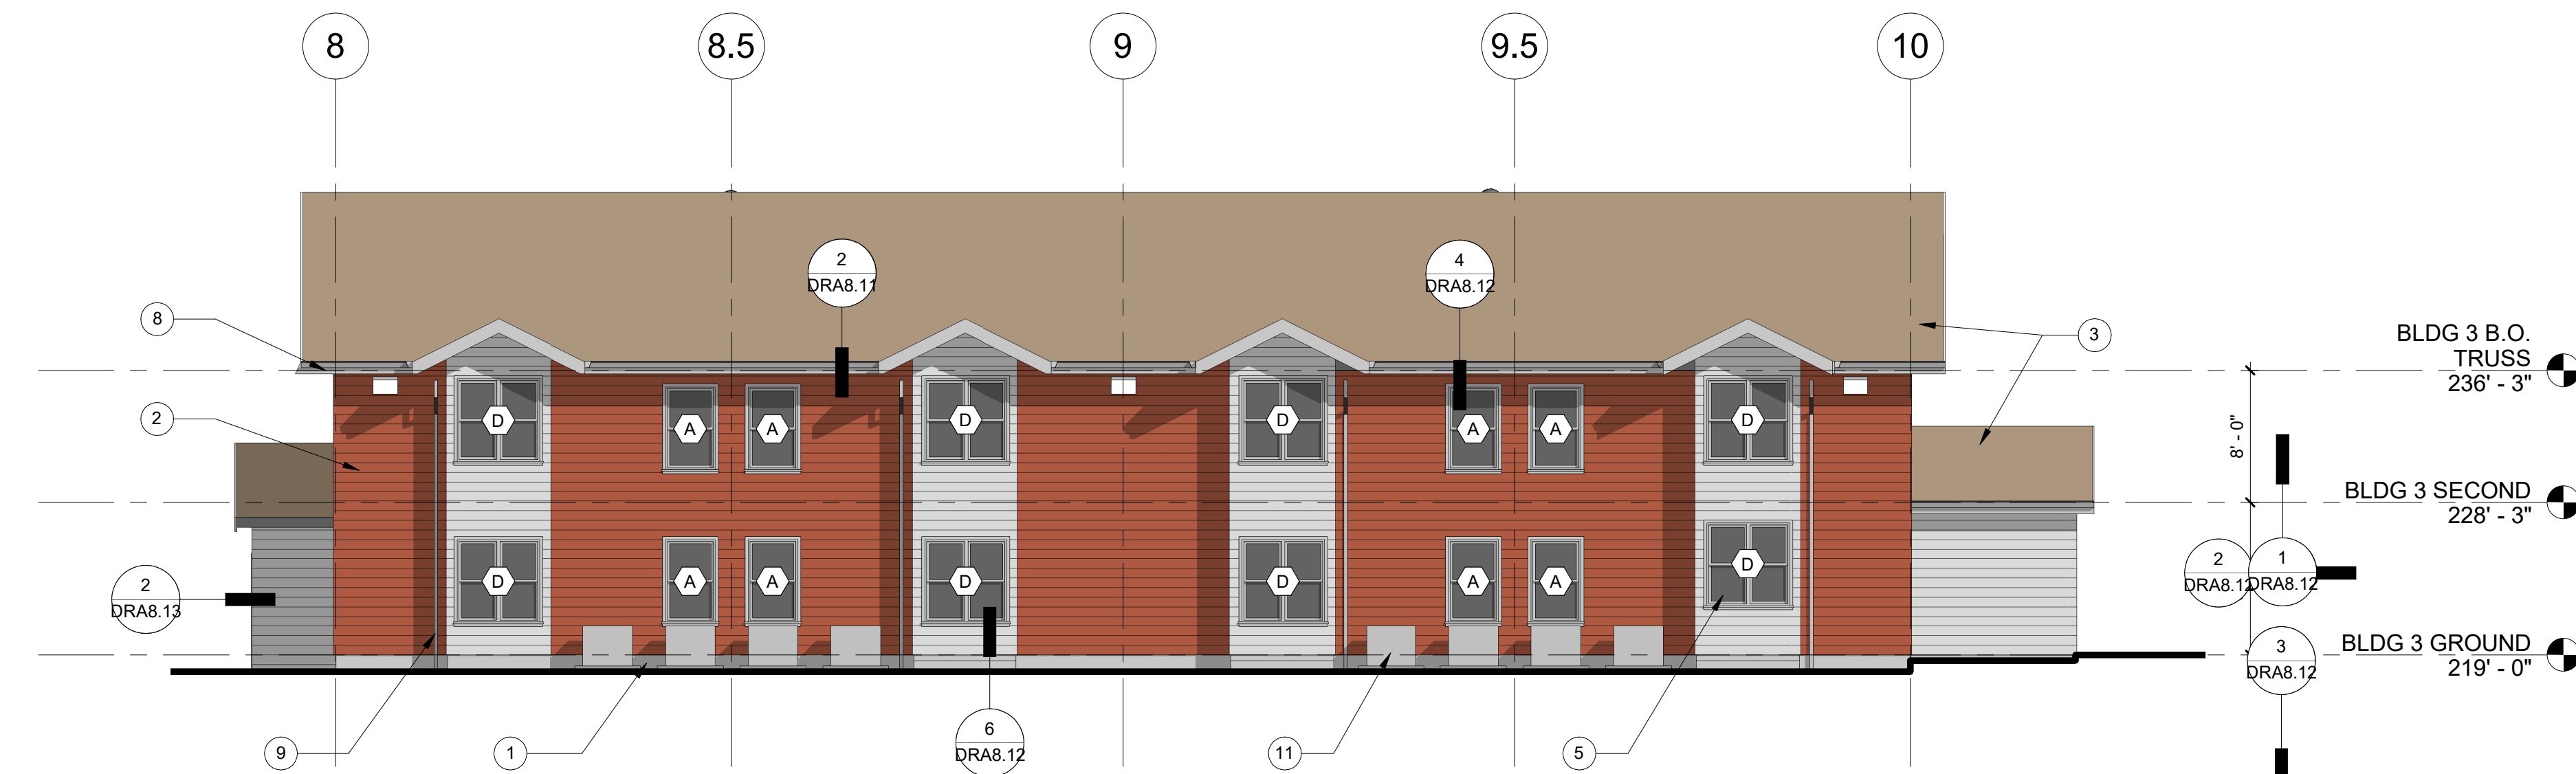 8
8.5
9
9.5
10
2
DRA8.11
4
DRA8.12
8
3
BLDG 3 B.O.
TRUSS
236' - 3"
2
D
A
A
D
D
A
A
D
8' - 0"
BLDG 3 SECOND
228' - 3"
2
DRA8.13
D
A
A
D
D
A
A
D
2
DRA8.12
1
DRA8.12
BLDG 3 GROUND
219' - 0"
3
DRA8.12
9
1
6
DRA8.12
11
5